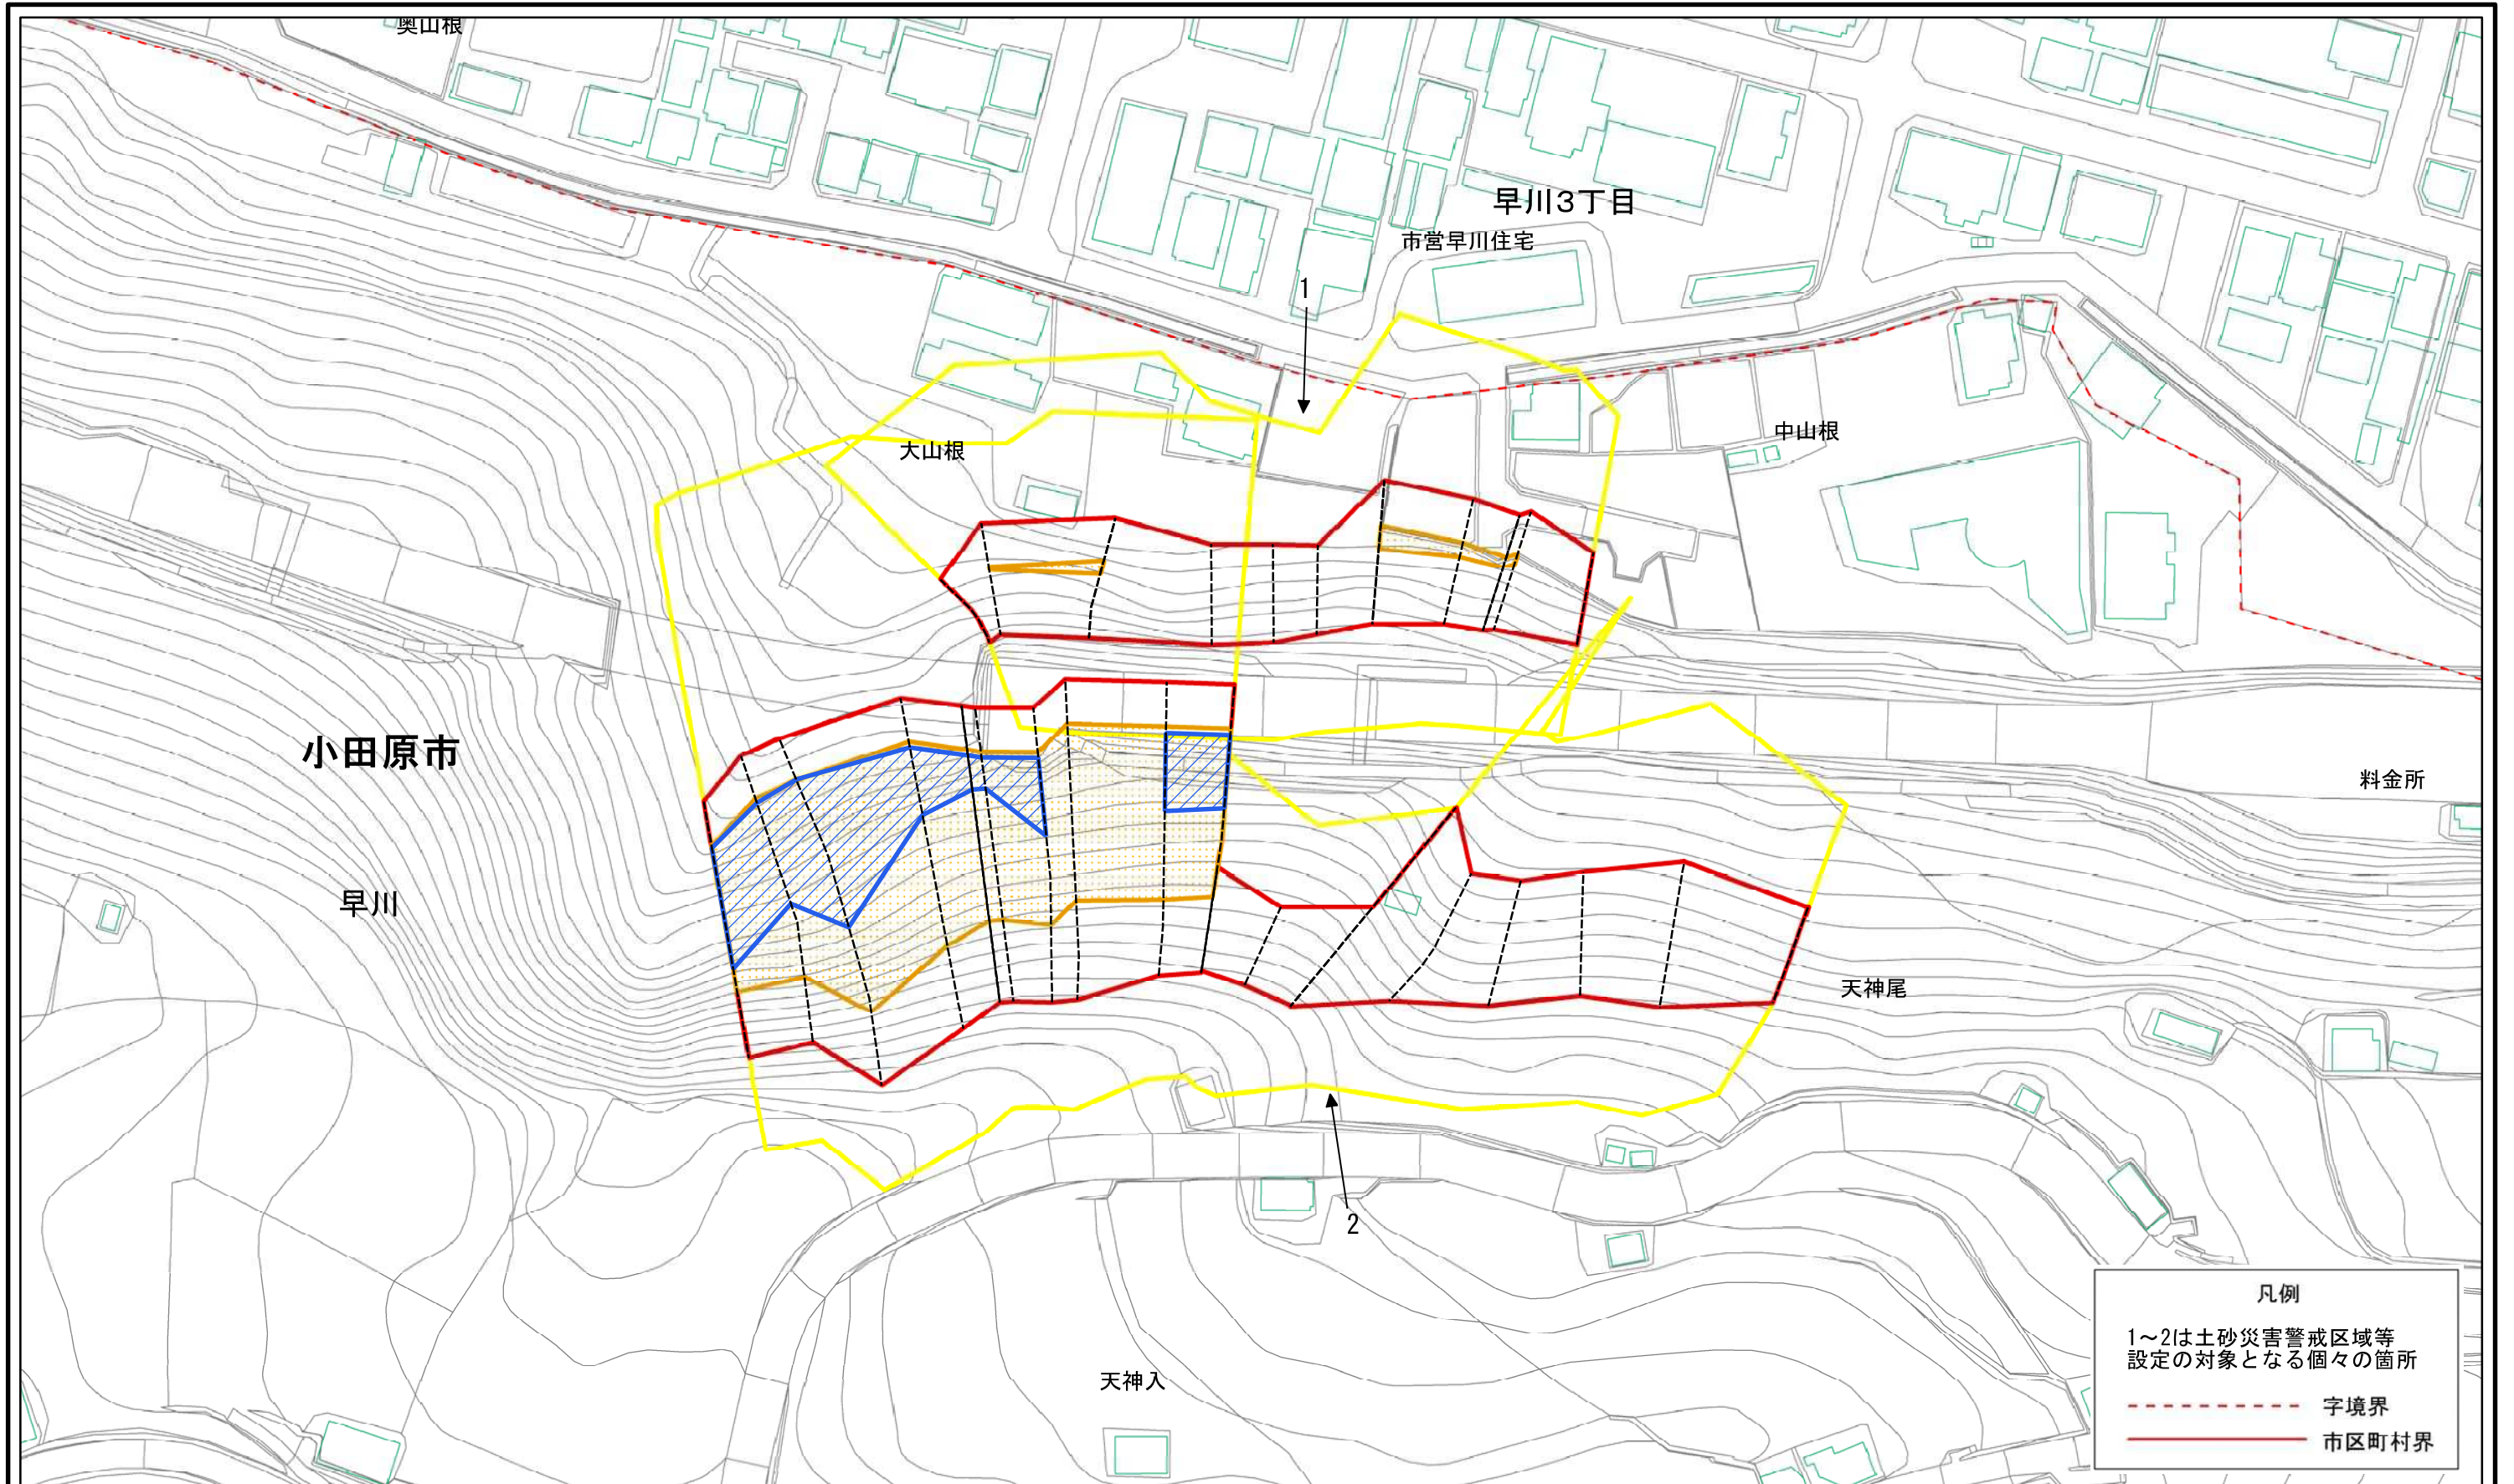 奥山根
早川3丁目
市営早川住宅
1
大山根
中山根
小田原市
料金所
早川
天神尾
2
天神入
凡例
1～2は土砂災害警戒区域等
設定の対象となる個々の箇所
字境界
市区町村界